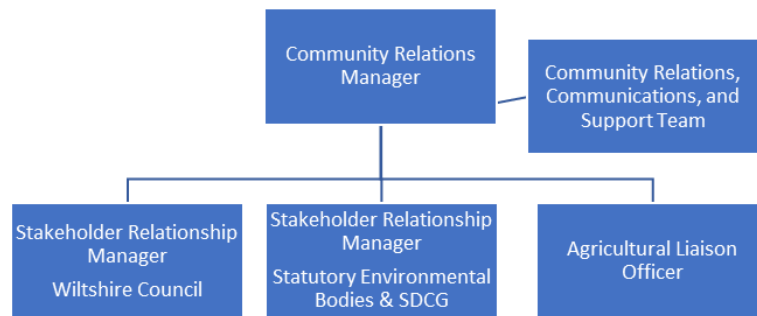 Community Relations
Manager
Community Relations,
Communications, and
Support Team
Stakeholder Relationship
Manager
Wiltshire Council
Stakeholder Relationship
Manager
Statutory Environmental
Bodies & SDCG
Agricultural Liaison
Officer